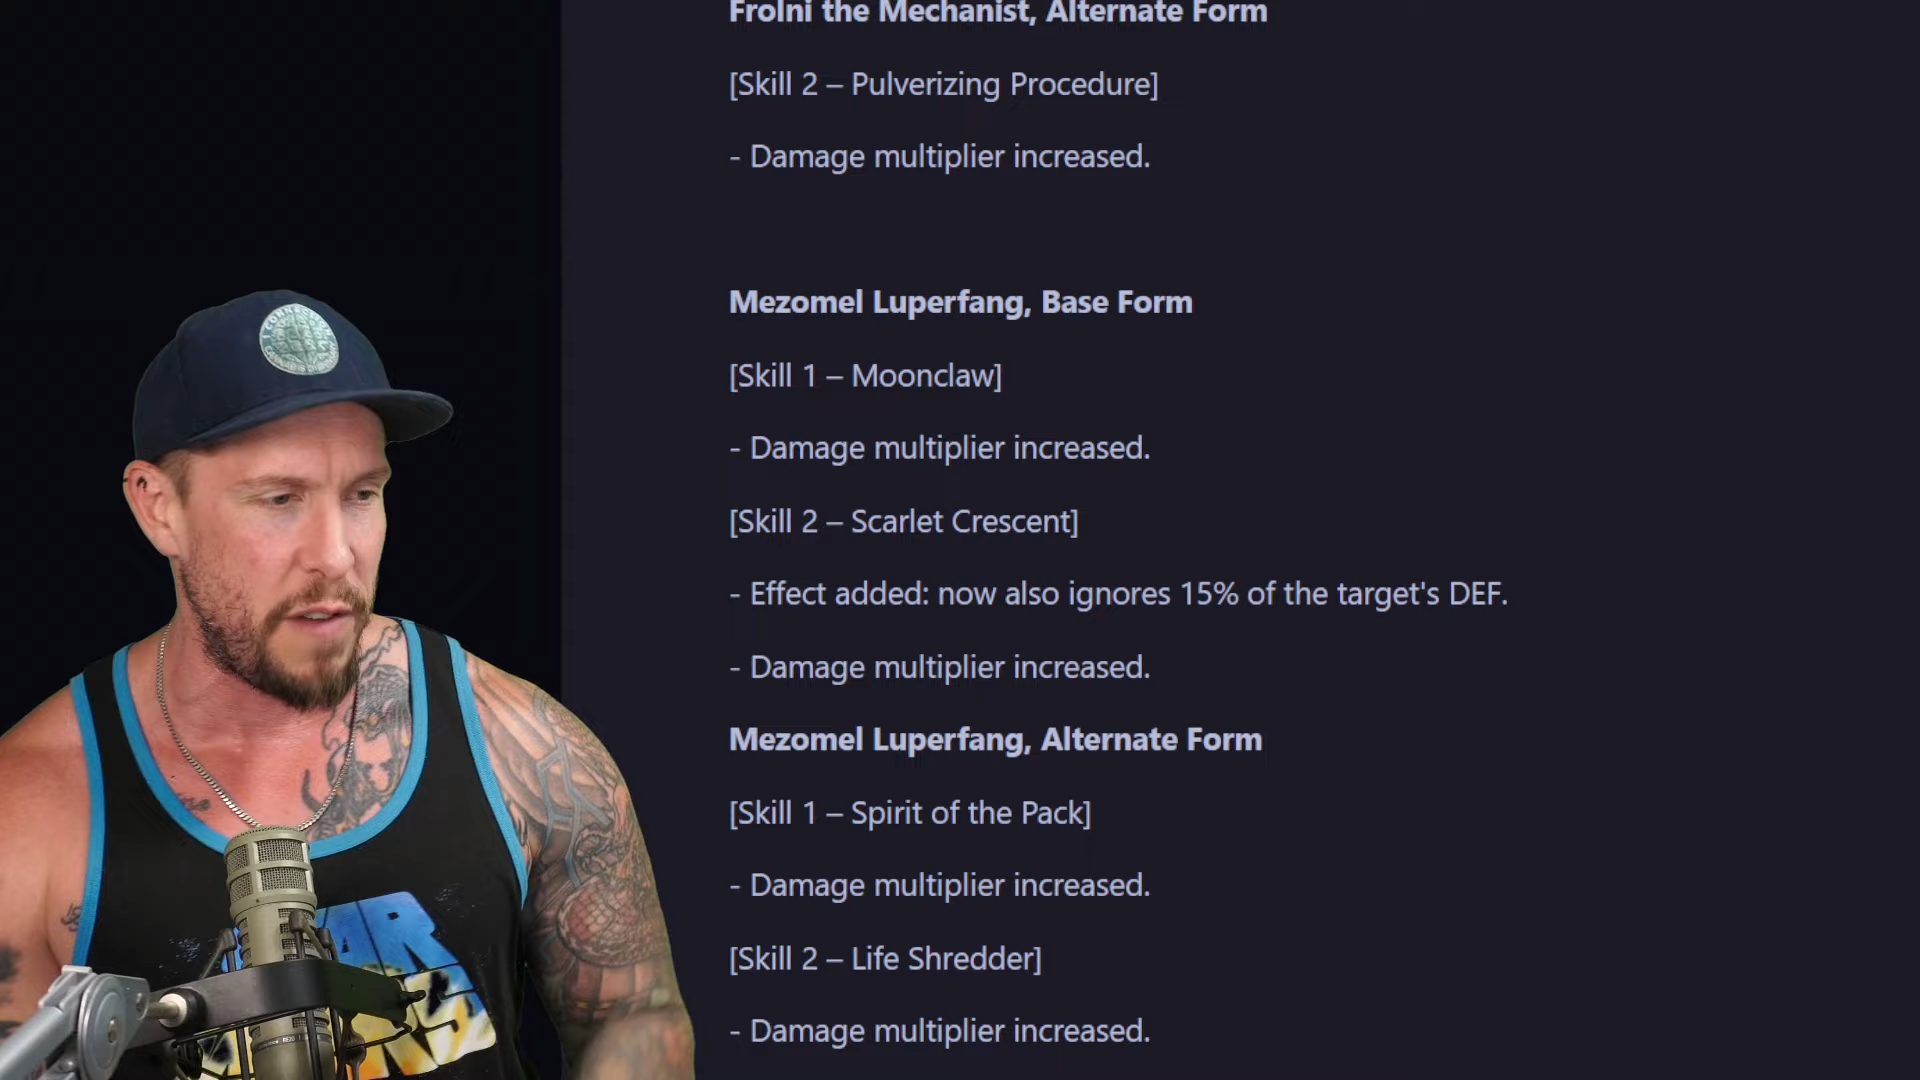 Frolni the Mechanist, Alternate Form
[Skill 2 – Pulverizing Procedure]
- Damage multiplier increased.
Mezomel Luperfang, Base Form
[Skill 1 – Moonclaw]
- Damage multiplier increased.
[Skill 2 – Scarlet Crescent]
- Effect added: now also ignores 15% of the target's DEF.
- Damage multiplier increased.
Mezomel Luperfang, Alternate Form
[Skill 1 – Spirit of the Pack]
- Damage multiplier increased.
[Skill 2 – Life Shredder]
- Damage multiplier increased.